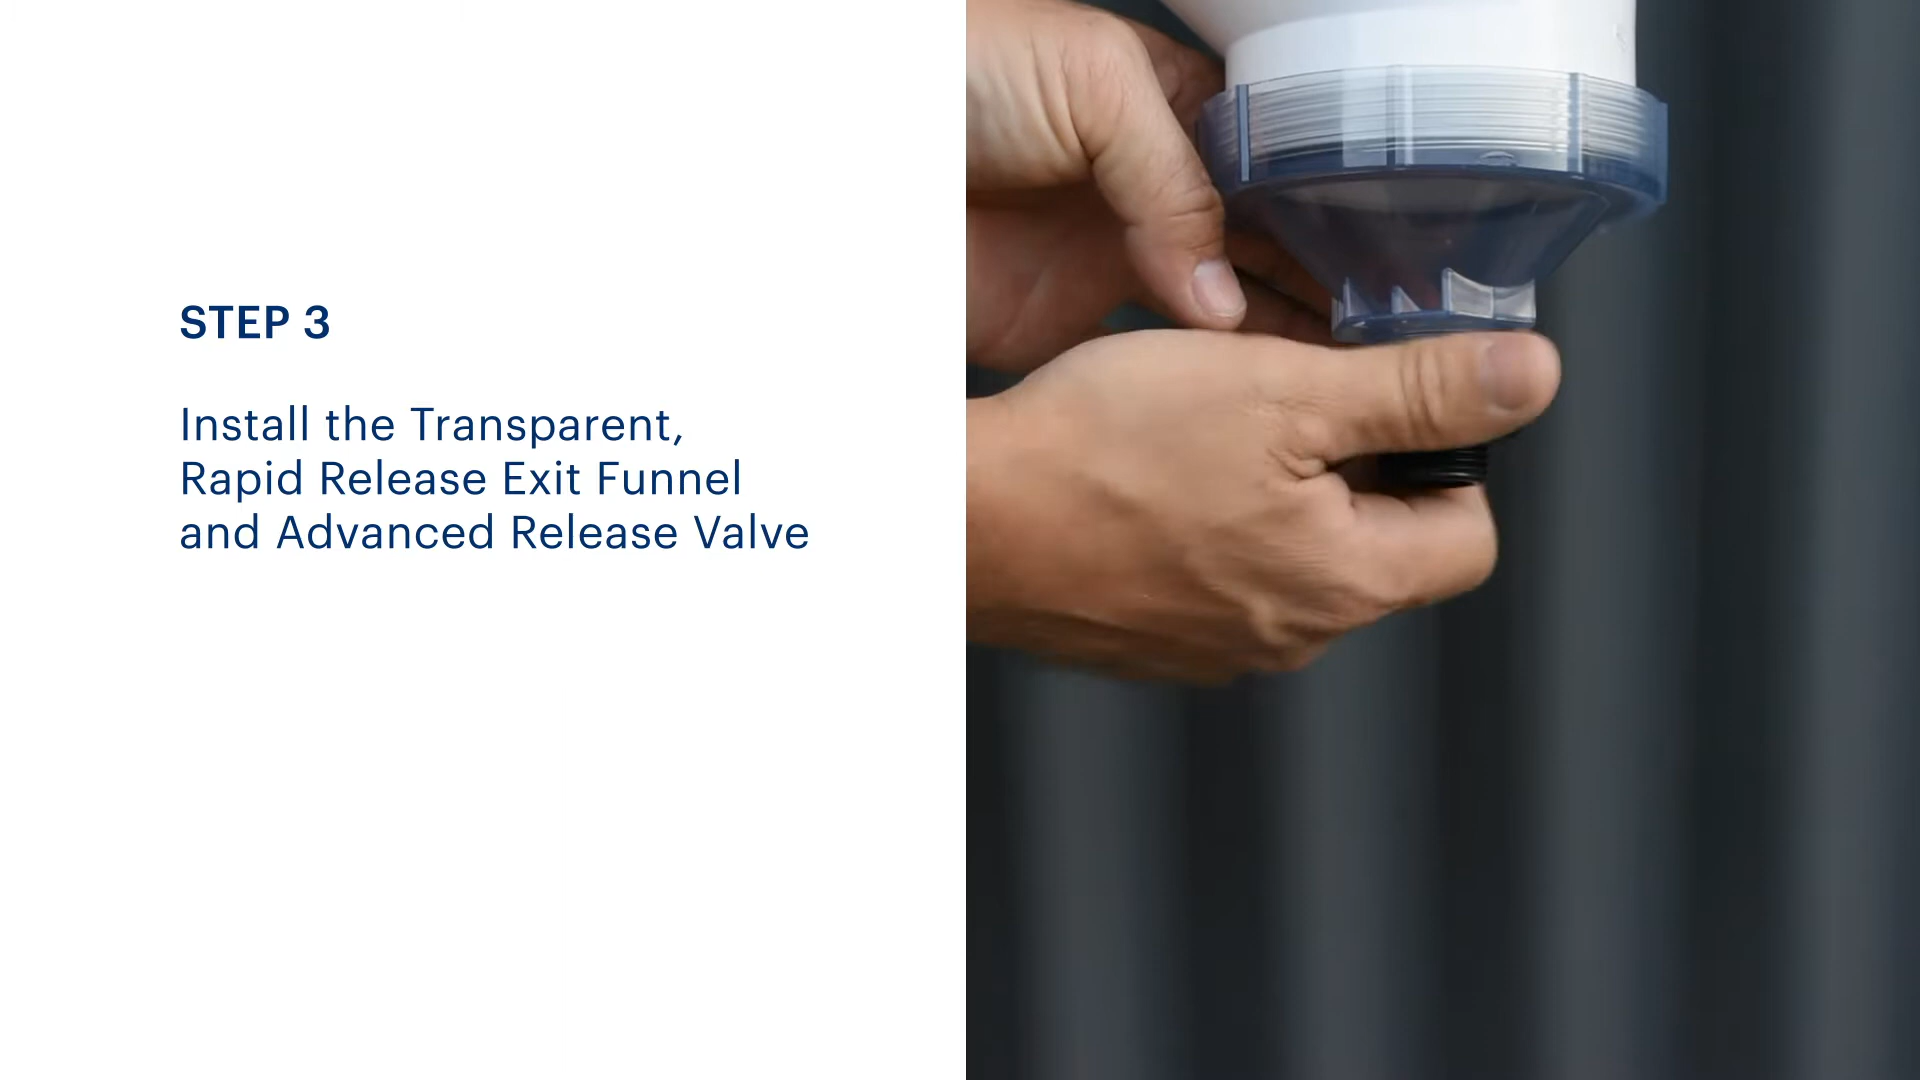 STEP 3
Install the Transparent,
Rapid Release Exit Funnel
and Advanced Release Valve